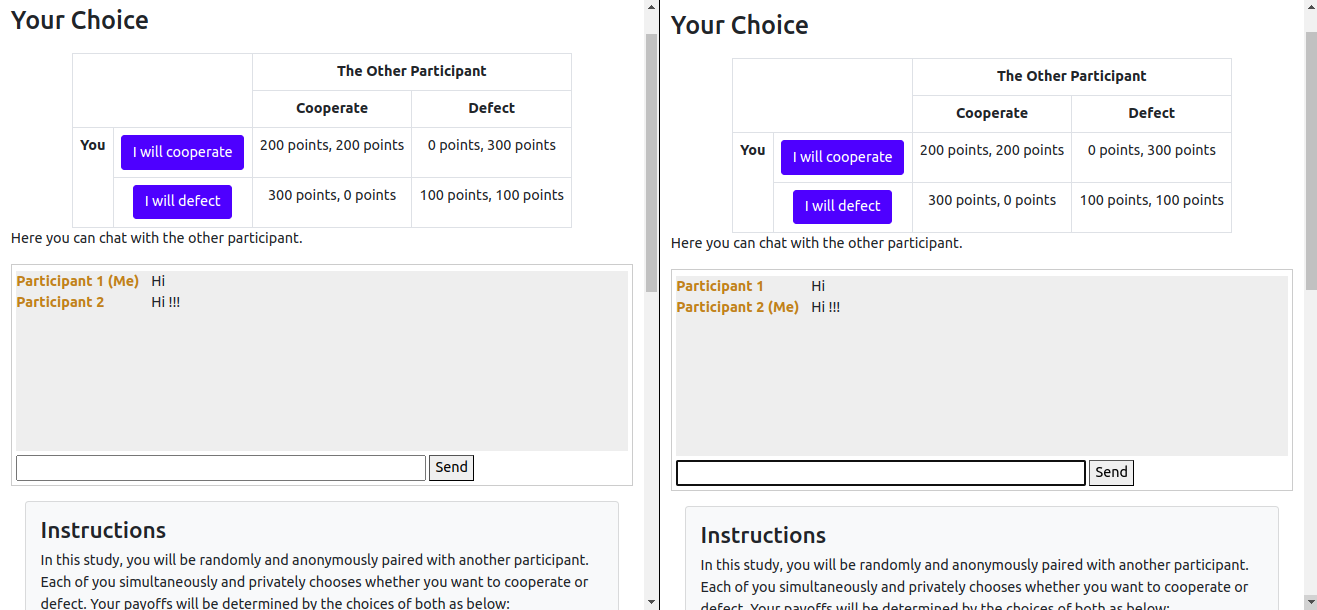 Your Choice
The Other Participant
Cooperate Defect
You I will cooperate 200 points, 200 points 0 points, 300 points
I will defect 300 points, 0 points 100 points, 100 points
Here you can chat with the other participant.
Participant 1 (Me) Hi
Participant 2 Hi !!!
Send
Instructions
In this study, you will be randomly and anonymously paired with another participant.
Each of you simultaneously and privately chooses whether you want to cooperate or
defect. Your payoffs will be determined by the choices of both as below:
Your Choice
The Other Participant
Cooperate Defect
You I will cooperate 200 points, 200 points 0 points, 300 points
I will defect 300 points, 0 points 100 points, 100 points
Here you can chat with the other participant.
Participant 1 Hi
Participant 2 (Me) Hi !!!
Send
Instructions
In this study, you will be randomly and anonymously paired with another participant.
Each of you simultaneously and privately chooses whether you want to cooperate or
defect. Your payoffs will be determined by the choices of both as below: